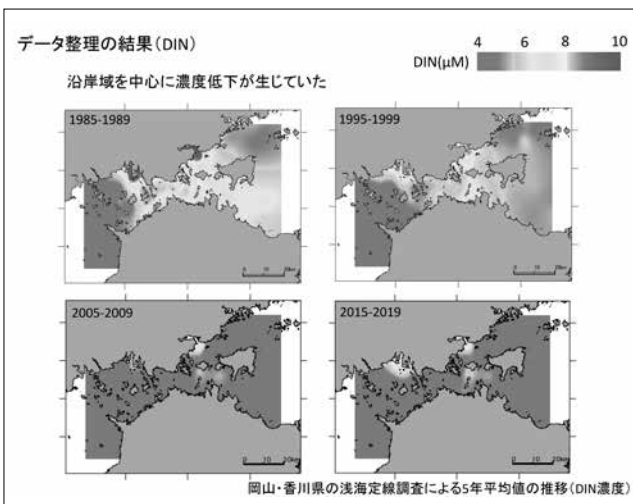 データ整理の結果(DIN)
4 6 8 10
DIN(μM)
沿岸域を中心に濃度低下が生じていた
1985-1989
1995-1999
2005-2009
2015-2019
岡山・香川県の浅海定線調査による5年平均値の推移(DIN濃度)